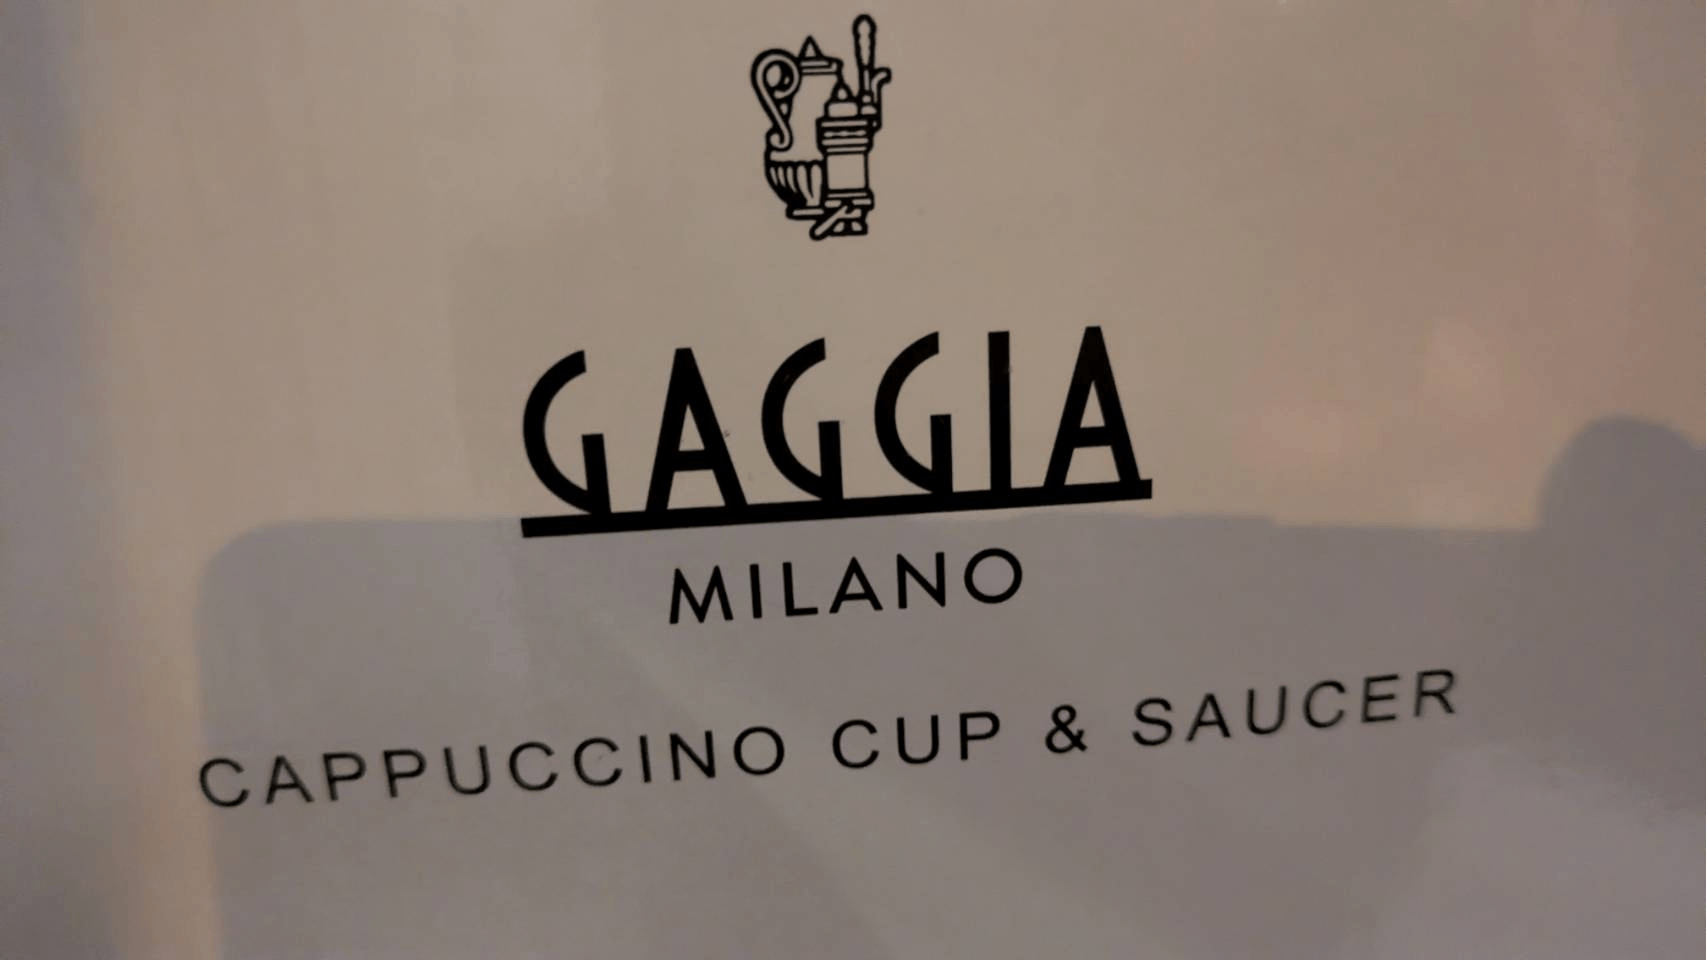 GAGGIA
MILANO
CAPPUCCINO CUP & SAUCER